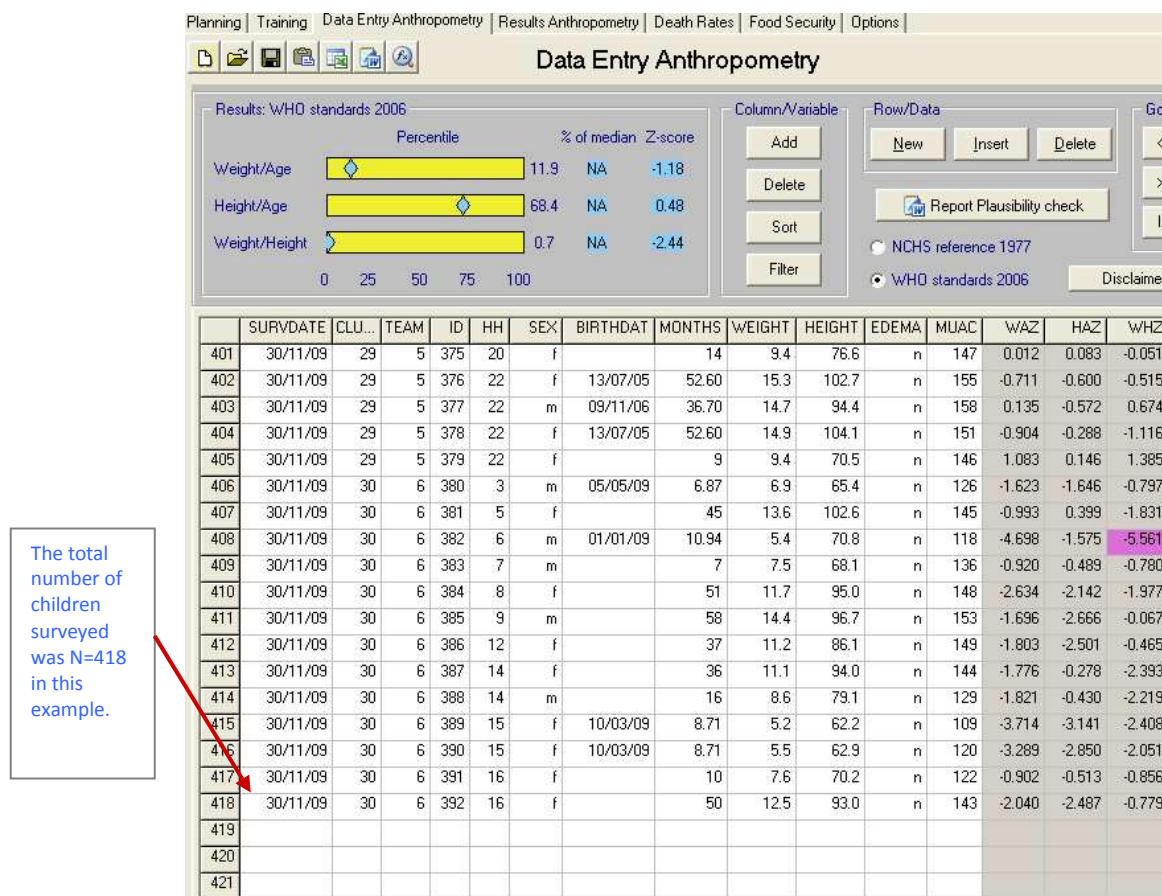 Planning Training Data Entry Anthropometry Results Anthropometry Death Rates Food Security Options
Data Entry Anthropometry
Results: WHO standards 2006
Percentile % of median Z-score
Weight/Age 11.9 NA -1.18
Height/Age 68.4 NA 0.48
Weight/Height 0.7 NA -2.44
0 25 50 75 100
Column/Variable
Add
Delete
Sort
Filter
Row/Data
New Insert Delete
Report Plausibility check
NCHS reference 1977
WHO standards 2006
Disclaime
Go
<
>
SURVDATE CLU... TEAM ID HH SEX BIRTHDAT MONTHS WEIGHT HEIGHT EDEMA MUAC WAZ HAZ WHZ
401 30/11/09 29 5 375 20 f 14 9.4 76.6 n 147 0.012 0.083 -0.051
402 30/11/09 29 5 376 22 f 13/07/05 52.60 15.3 102.7 n 155 -0.711 -0.600 -0.515
403 30/11/09 29 5 377 22 m 09/11/06 36.70 14.7 94.4 n 158 0.135 -0.572 0.674
404 30/11/09 29 5 378 22 f 13/07/05 52.60 14.9 104.1 n 151 -0.904 -0.288 -1.116
405 30/11/09 29 5 379 22 f 9 9.4 70.5 n 146 1.083 0.146 1.385
406 30/11/09 30 6 380 3 m 05/05/09 6.87 6.9 65.4 n 126 -1.623 -1.646 -0.797
407 30/11/09 30 6 381 5 f 45 13.6 102.6 n 145 -0.993 0.399 -1.831
408 30/11/09 30 6 382 6 m 01/01/09 10.94 5.4 70.8 n 118 -4.698 -1.575 -5.561
409 30/11/09 30 6 383 7 m 7 7.5 68.1 n 136 -0.920 -0.489 -0.780
410 30/11/09 30 6 384 8 f 51 11.7 95.0 n 148 -2.634 -2.142 -1.977
411 30/11/09 30 6 385 9 m 58 14.4 96.7 n 153 -1.696 -2.666 -0.067
412 30/11/09 30 6 386 12 f 37 11.2 86.1 n 149 -1.803 -2.501 -0.465
413 30/11/09 30 6 387 14 f 36 11.1 94.0 n 144 -1.776 -0.278 -2.393
414 30/11/09 30 6 388 14 m 16 8.6 79.1 n 129 -1.821 -0.430 -2.219
415 30/11/09 30 6 389 15 f 10/03/09 8.71 5.2 62.2 n 109 -3.714 -3.141 -2.408
416 30/11/09 30 6 390 15 f 10/03/09 8.71 5.5 62.9 n 120 -3.289 -2.850 -2.051
417 30/11/09 30 6 391 16 f 10 7.6 70.2 n 122 -0.902 -0.513 -0.856
418 30/11/09 30 6 392 16 f 50 12.5 93.0 n 143 -2.040 -2.487 -0.779
419
420
421
The total
number of
children
surveyed
was N=418
in this
example.